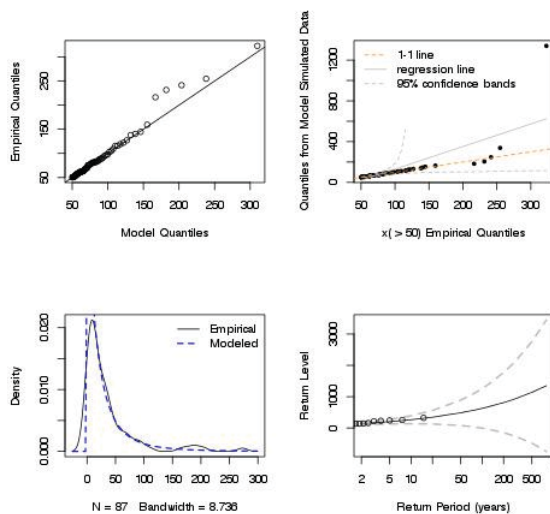 Empirical Quantiles
250
150
50
50 100 150 200 250 300
Model Quantiles
Quantiles from Model Simulated Data
1200
800
400
0
1-1 line
regression line
95% confidence bands
50 100 150 200 250 300
x( > 50) Empirical Quantiles
Density
0.020
0.010
0.000
Empirical
Modeled
0 50 100 150 200 250 300
N = 87 Bandwidth = 8.736
Return Level
3000
1000
0
2 5 10 50 200 500
Return Period (years)